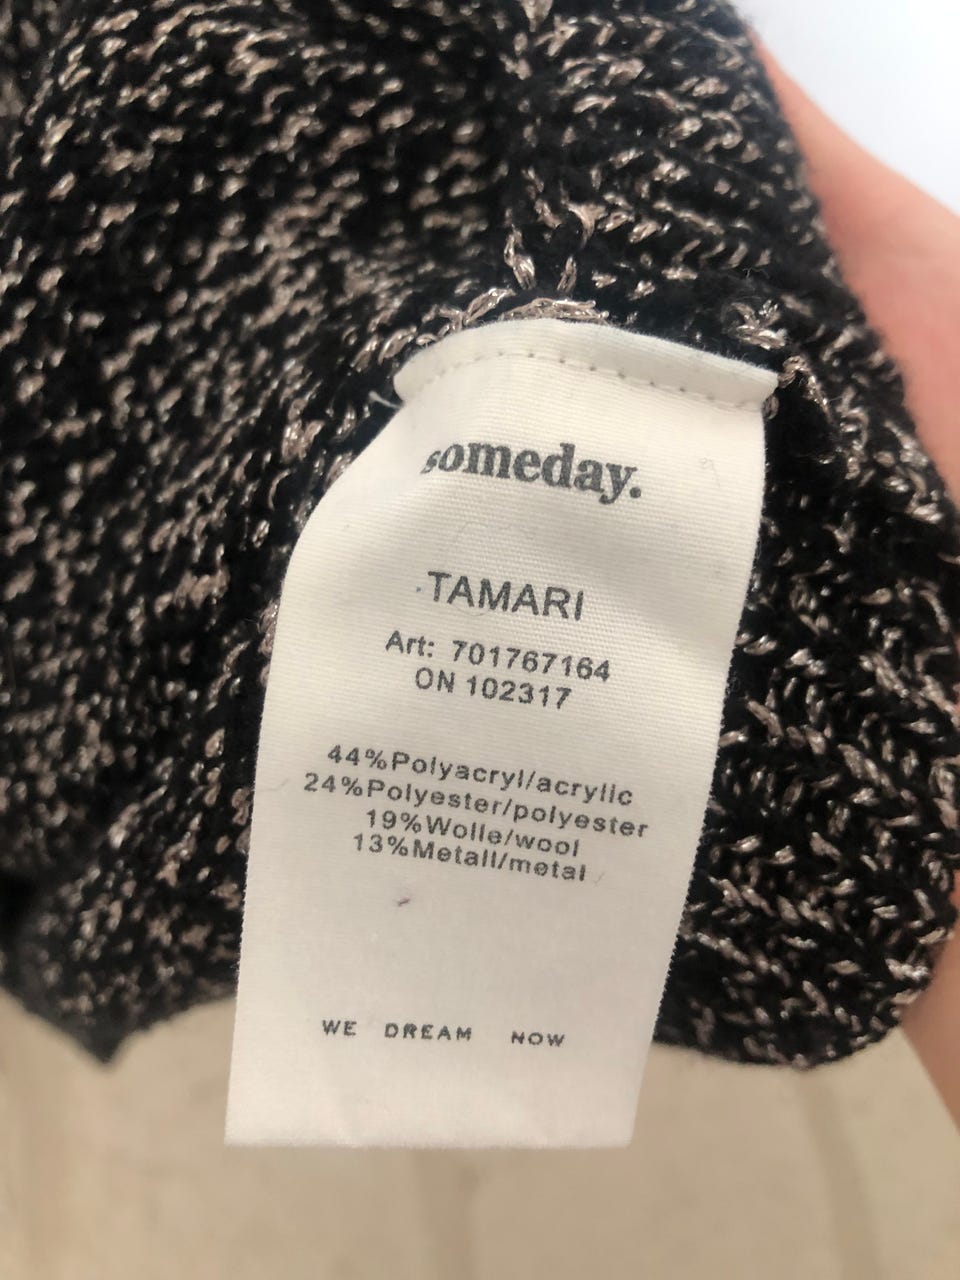 someday.
TAMARI
Art: 701767164
ON 102317
44%Polyacryl/acrylic
24%Polyester/polyester
19%Wolle/wool
13%Metall/metal
WE DREAM NOW